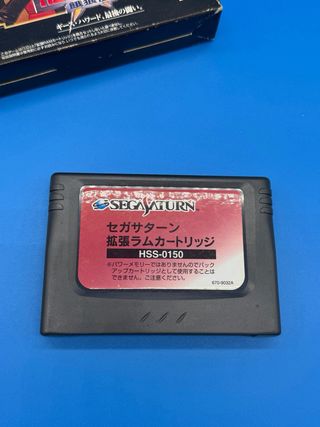 ギース・ハワード、最後の闘い。
SEGA SATURN
セガサターン
拡張ラムカートリッジ
HSS-0150
※パワーメモリーではありませんのでバック
アップカートリッジとして使用することは
できません。ご注意ください。
670-9032A